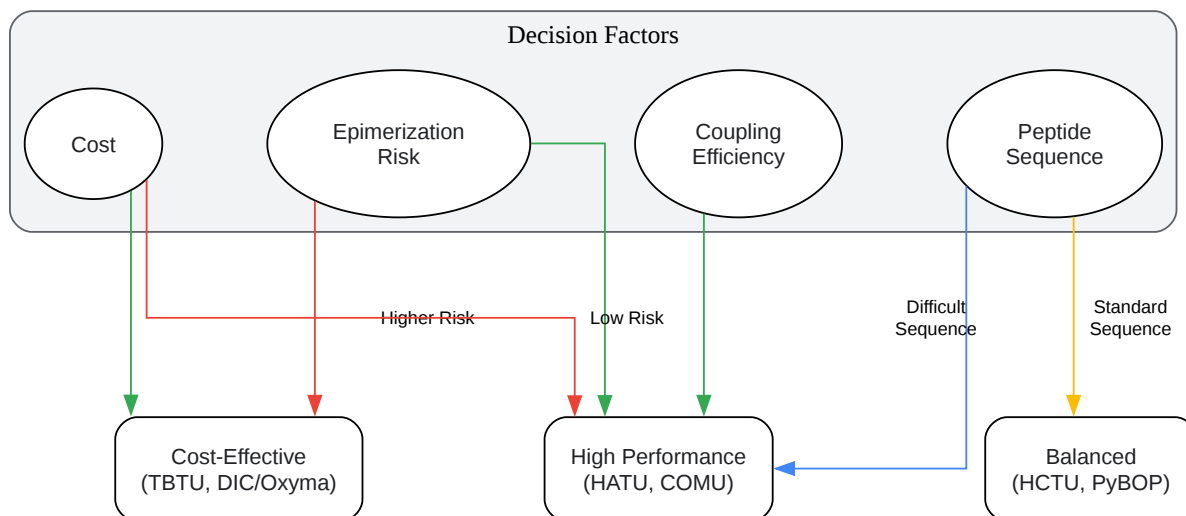 Decision Factors
Cost
Epimerization
Risk
Coupling
Efficiency
Peptide
Sequence
Higher Risk
Low Risk
Difficult
Sequence
Standard
Sequence
Cost-Effective
(TBTU, DIC/Oxyma)
High Performance
(HATU, COMU)
Balanced
(HCTU, PyBOP)